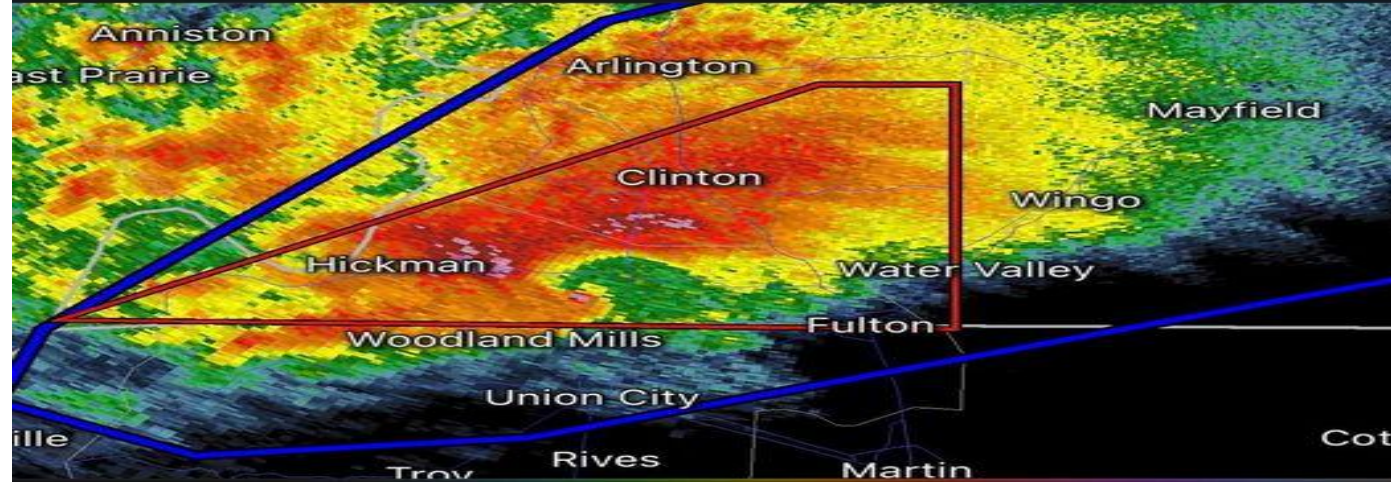 Anniston
ast Prairie
Arlington
Mayfield
Clinton
Wingo
Hickman
Water Valley
Fulton
Woodland Mills
Union City
ille
Rives
Troy
Martin
Cot